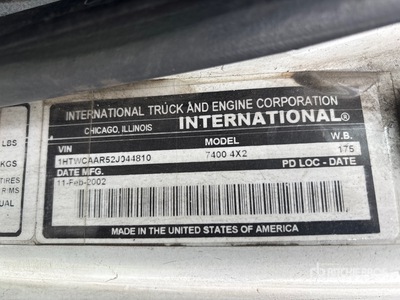 INTERNATIONAL TRUCK AND ENGINE CORPORATION
CHICAGO, ILLINOIS INTERNATIONAL®
VIN MODEL W.B.
1HTWCAAR52J044810 7400 4X2 175
DATE MFG. PD LOC - DATE
11-Feb-2002
MADE IN THE UNITED STATES OF AMERICA
LBS
KGS
TIRES
RIMS